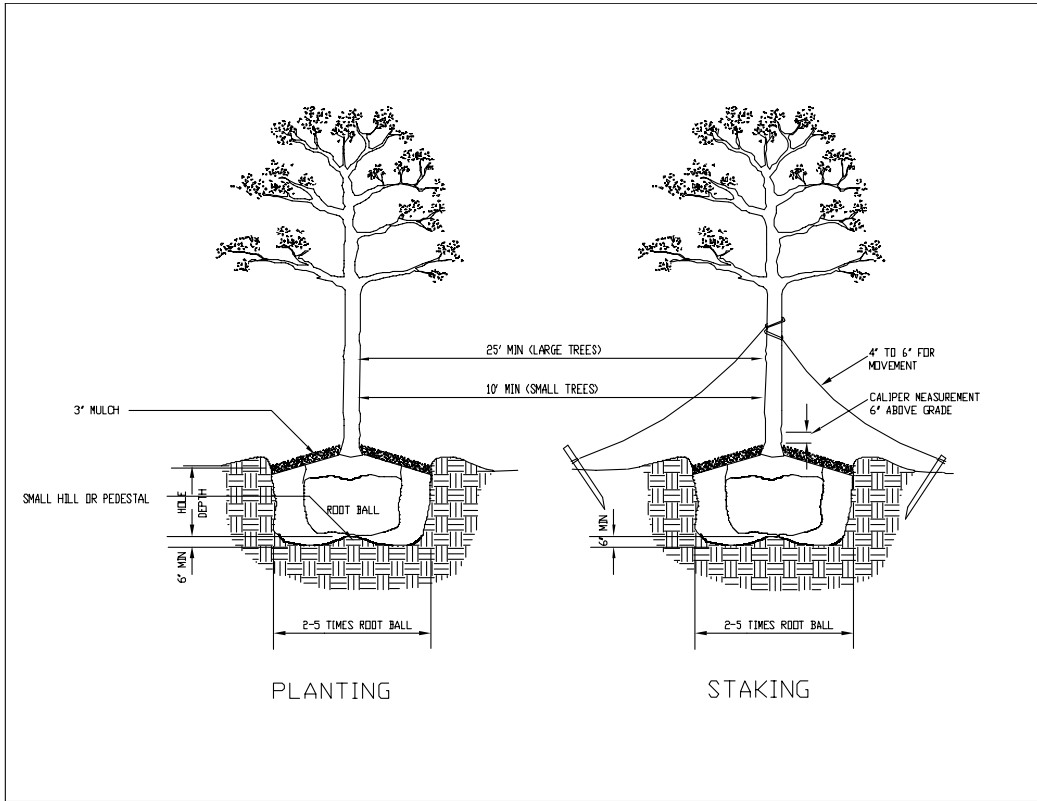 25' MIN (LARGE TREES)
4" TO 6" FOR
MOVEMENT
10' MIN (SMALL TREES)
CALIPER MEASUREMENT
6" ABOVE GRADE
3" MULCH
SMALL HILL OR PEDESTAL
HOLE
DEPTH
ROOT BALL
6" MIN
6" MIN
2-5 TIMES ROOT BALL
2-5 TIMES ROOT BALL
PLANTING
STAKING